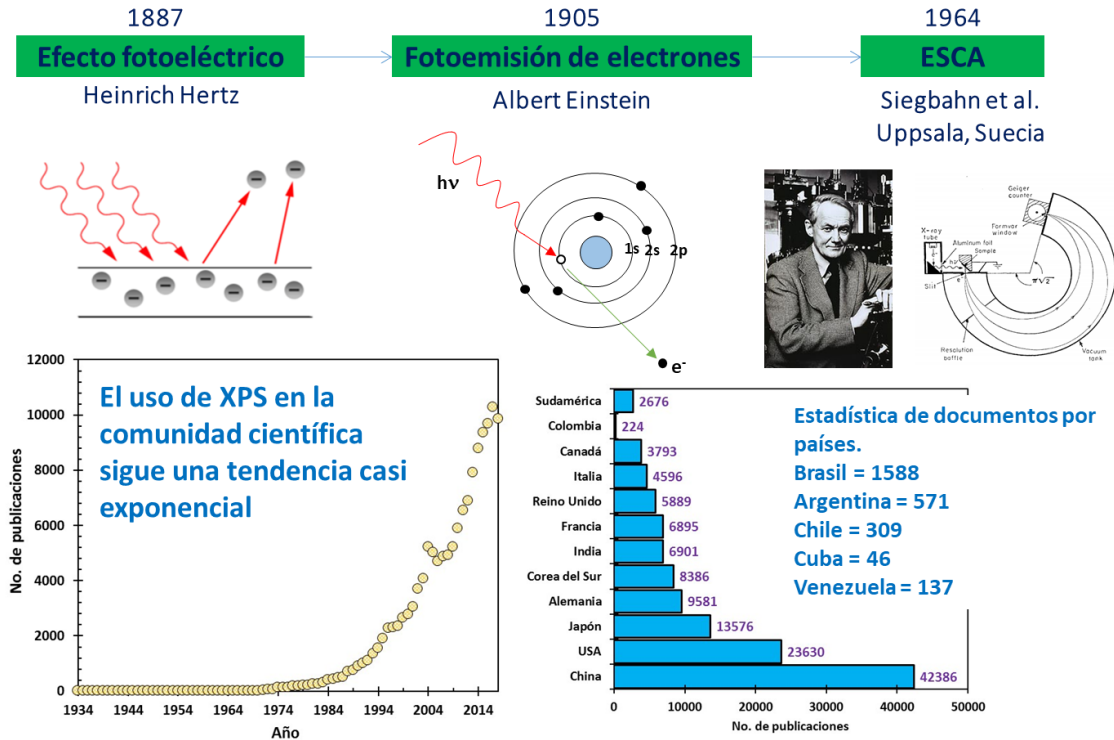 1887
Efecto fotoeléctrico
Heinrich Hertz
1905
Fotoemisión de electrones
Albert Einstein
1964
ESCA
Siegbahn et al.
Uppsala, Suecia
hν
1s 2s 2p
e-
Geiger
counter
Formvar
window
X-ray
tube
Aluminum foil
Sample
hν
e-
Slit
π√2
Resolution
baffle
Vacuum
tank
El uso de XPS en la
comunidad científica
sigue una tendencia casi
exponencial
No. de publicaciones
12000
10000
8000
6000
4000
2000
0
1934 1944 1954 1964 1974 1984 1994 2004 2014
Año
Sudamérica 2676
Colombia 224
Canadá 3793
Italia 4596
Reino Unido 5889
Francia 6895
India 6901
Corea del Sur 8386
Alemania 9581
Japón 13576
USA 23630
China 42386
0 10000 20000 30000 40000 50000
No. de publicaciones
Estadística de documentos por
países.
Brasil = 1588
Argentina = 571
Chile = 309
Cuba = 46
Venezuela = 137